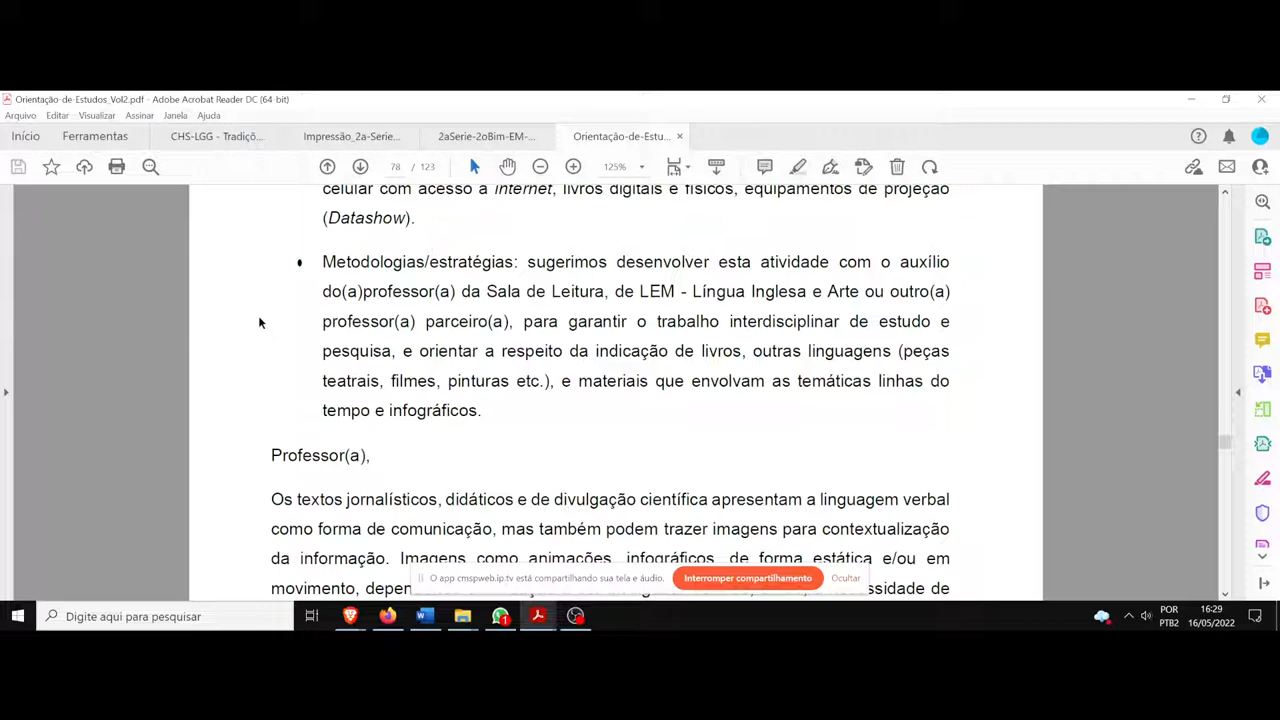 Orientação-de-Estudos_Vol2.pdf - Adobe Acrobat Reader DC (64-bit)
Arquivo Editar Visualizar Assinar Janela Ajuda
Início Ferramentas CHS-LGG - Tradiçõ... Impressão_2a-Serie... 2aSerie-2oBim-EM-... Orientação-de-Estu...
78 / 123 125%
celular com acesso a internet, livros digitais e físicos, equipamentos de projeção
(Datashow).
• Metodologias/estratégias: sugerimos desenvolver esta atividade com o auxílio
do(a)professor(a) da Sala de Leitura, de LEM - Língua Inglesa e Arte ou outro(a)
professor(a) parceiro(a), para garantir o trabalho interdisciplinar de estudo e
pesquisa, e orientar a respeito da indicação de livros, outras linguagens (peças
teatrais, filmes, pinturas etc.), e materiais que envolvam as temáticas linhas do
tempo e infográficos.
Professor(a),
Os textos jornalísticos, didáticos e de divulgação científica apresentam a linguagem verbal
como forma de comunicação, mas também podem trazer imagens para contextualização
da informação. Imagens como animações, infográficos, de forma estática e/ou em
movimento,
O app cmspweb.ip.tv está compartilhando sua tela e áudio. Interromper compartilhamento Ocultar
Digite aqui para pesquisar
1
POR
PTB2
16:29
16/05/2022